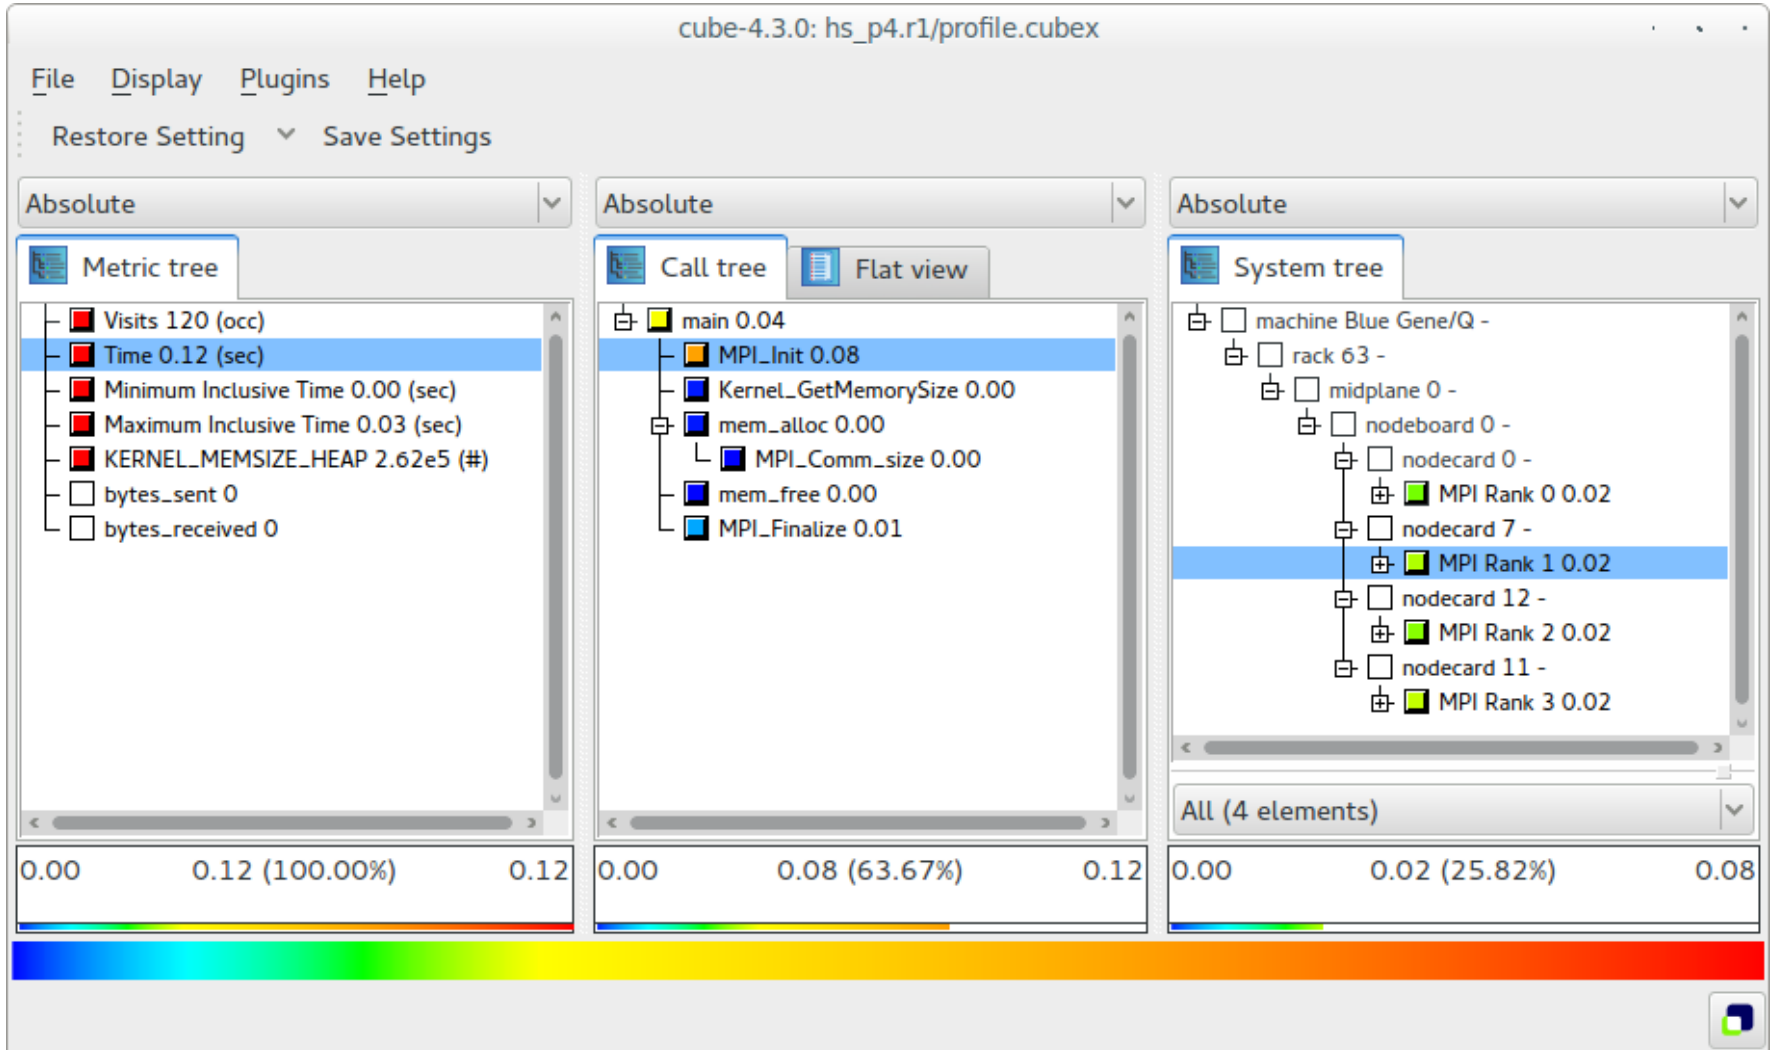 cube-4.3.0: hs_p4.r1/profile.cubex
File Display Plugins Help
Restore Setting Save Settings
Absolute
Metric tree
Visits 120 (occ)
Time 0.12 (sec)
Minimum Inclusive Time 0.00 (sec)
Maximum Inclusive Time 0.03 (sec)
KERNEL_MEMSIZE_HEAP 2.62e5 (#)
bytes_sent 0
bytes_received 0
0.00 0.12 (100.00%) 0.12
Absolute
Call tree Flat view
main 0.04
MPI_Init 0.08
Kernel_GetMemorySize 0.00
mem_alloc 0.00
MPI_Comm_size 0.00
mem_free 0.00
MPI_Finalize 0.01
0.00 0.08 (63.67%) 0.12
Absolute
System tree
machine Blue Gene/Q -
rack 63 -
midplane 0 -
nodeboard 0 -
nodecard 0 -
MPI Rank 0 0.02
nodecard 7 -
MPI Rank 1 0.02
nodecard 12 -
MPI Rank 2 0.02
nodecard 11 -
MPI Rank 3 0.02
All (4 elements)
0.00 0.02 (25.82%) 0.08